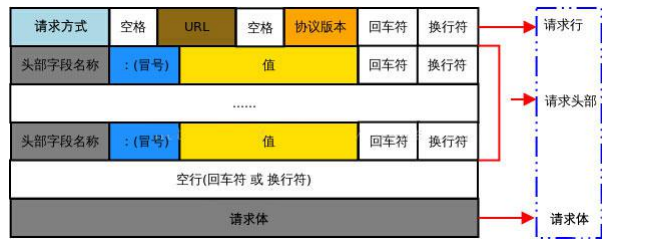 请求方式 空格 URL 空格 协议版本 回车符 换行符 请求行
头部字段名称 :(冒号) 值 回车符 换行符
...... 请求头部
头部字段名称 :(冒号) 值 回车符 换行符
空行(回车符 或 换行符)
请求体 请求体